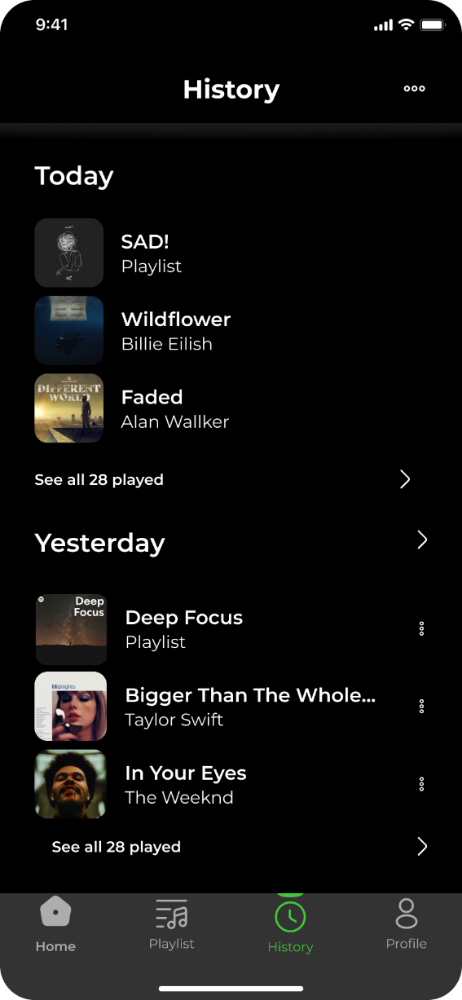 9:41
History
Today
SAD!
Playlist
DIFFERENT
WORLD
Wildflower
Billie Eilish
Faded
Alan Wallker
See all 28 played
Yesterday
Deep
Focus
Deep Focus
Playlist
Midnights
Bigger Than The Whole...
Taylor Swift
In Your Eyes
The Weeknd
See all 28 played
Home
Playlist
History
Profile